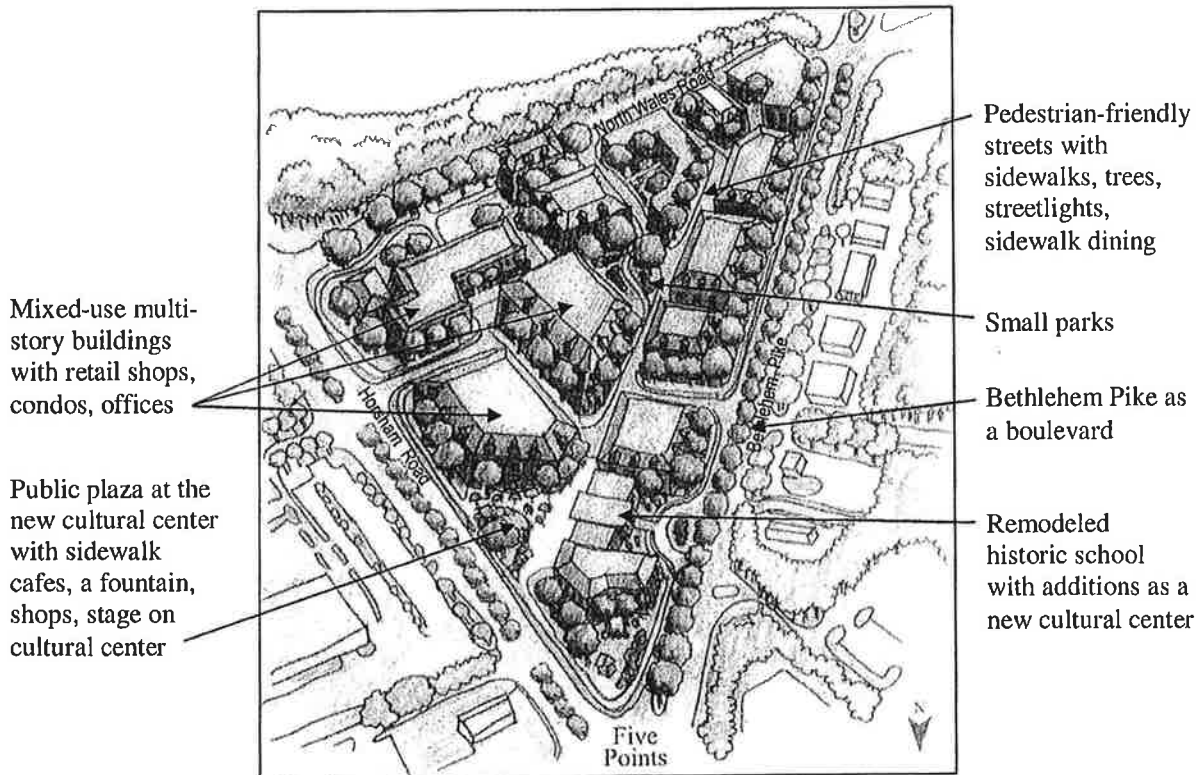 North Wales Road
Pedestrian-friendly
streets with
sidewalks, trees,
streetlights,
sidewalk dining
Mixed-use multi-
story buildings
with retail shops,
condos, offices
Small parks
Bethlehem Pike
Bethlehem Pike as
a boulevard
Horsham Road
Public plaza at the
new cultural center
with sidewalk
cafes, a fountain,
shops, stage on
cultural center
Remodeled
historic school
with additions as a
new cultural center
Five
Points
N